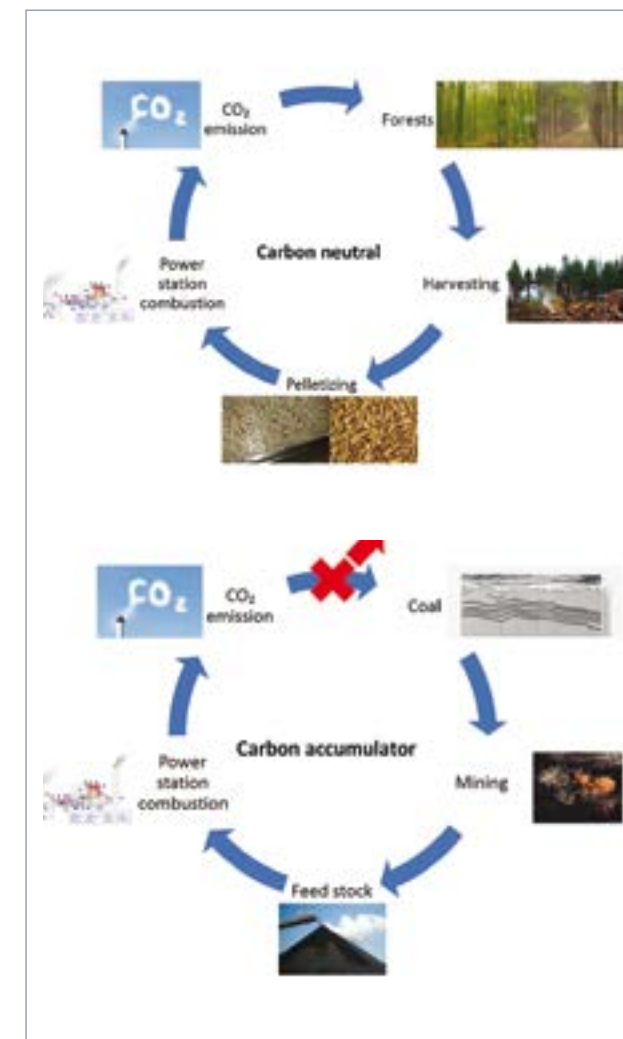 CO₂
CO₂
emission
Forests
Carbon neutral
Power
station
combustion
Harvesting
Pelletizing
CO₂
CO₂
emission
Coal
Carbon accumulator
Power
station
combustion
Mining
Feed stock